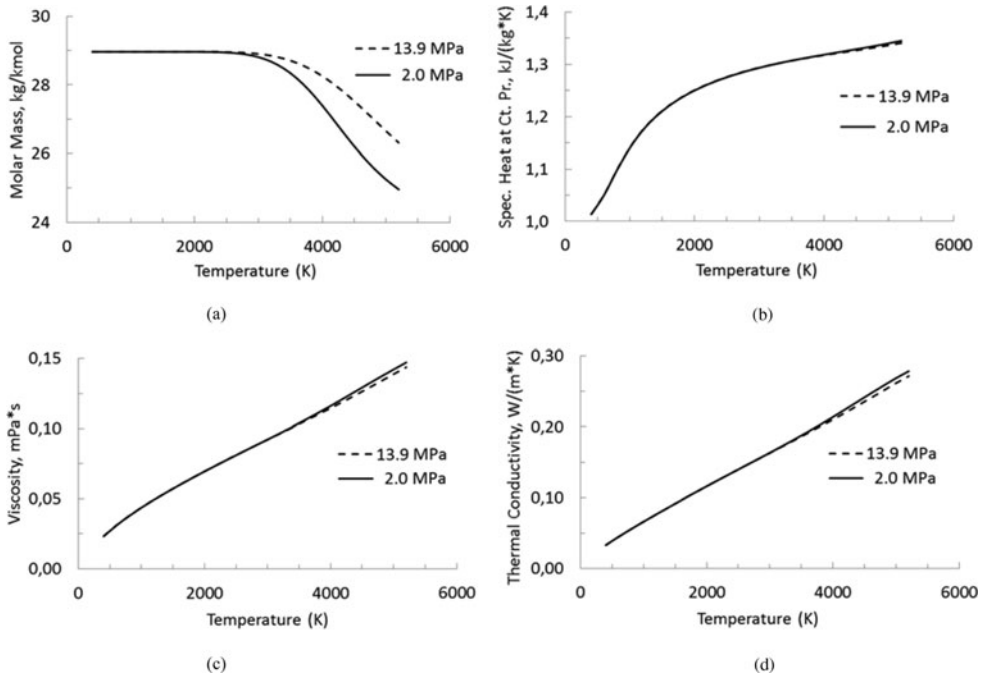 Molar Mass, kg/kmol
30
28
26
24
13.9 MPa
2.0 MPa
0
2000
4000
6000
Temperature (K)
(a)
Spec. Heat at Ct. Pr., kJ/(kg*K)
1,4
1,3
1,2
1,1
1,0
13.9 MPa
2.0 MPa
0
2000
4000
6000
Temperature (K)
(b)
Viscosity, mPa*s
0,15
0,10
0,05
0,00
13.9 MPa
2.0 MPa
0
2000
4000
6000
Temperature (K)
(c)
Thermal Conductivity, W/(m*K)
0,30
0,20
0,10
0,00
13.9 MPa
2.0 MPa
0
2000
4000
6000
Temperature (K)
(d)